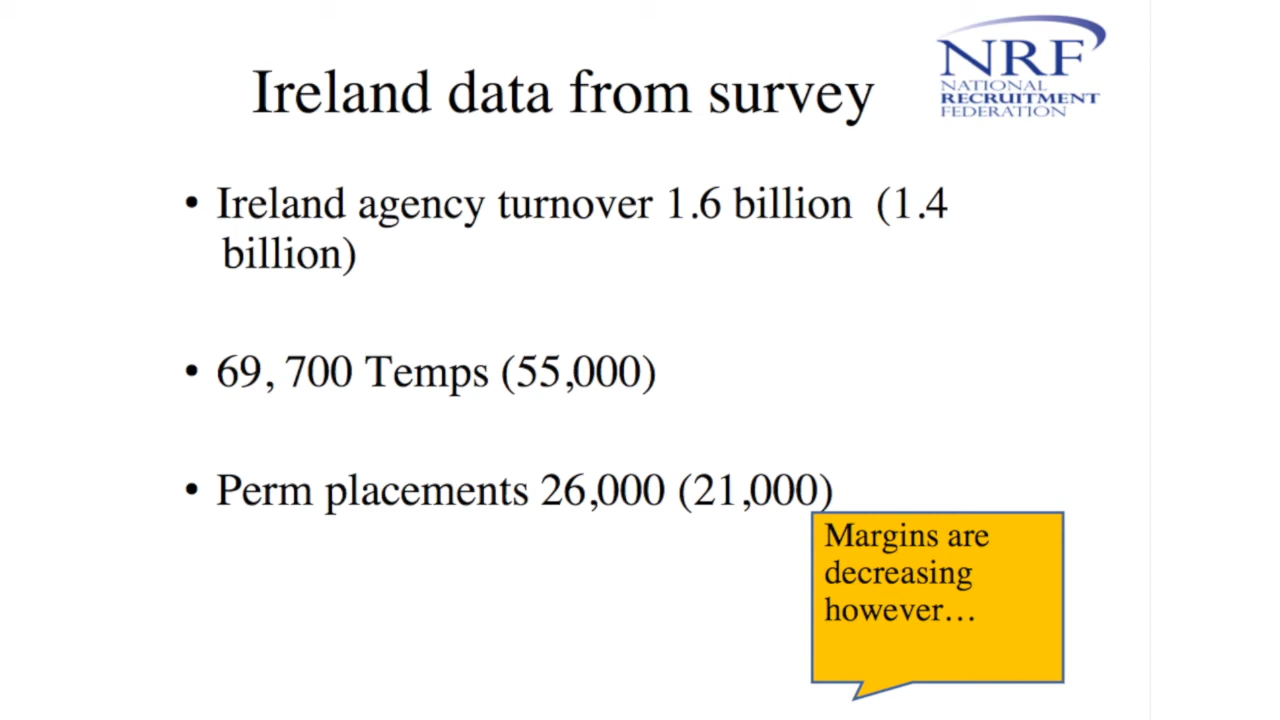 NRF
NATIONAL
RECRUITMENT
FEDERATION
Ireland data from survey
• Ireland agency turnover 1.6 billion (1.4
billion)
• 69, 700 Temps (55,000)
• Perm placements 26,000 (21,000)
Margins are
decreasing
however…